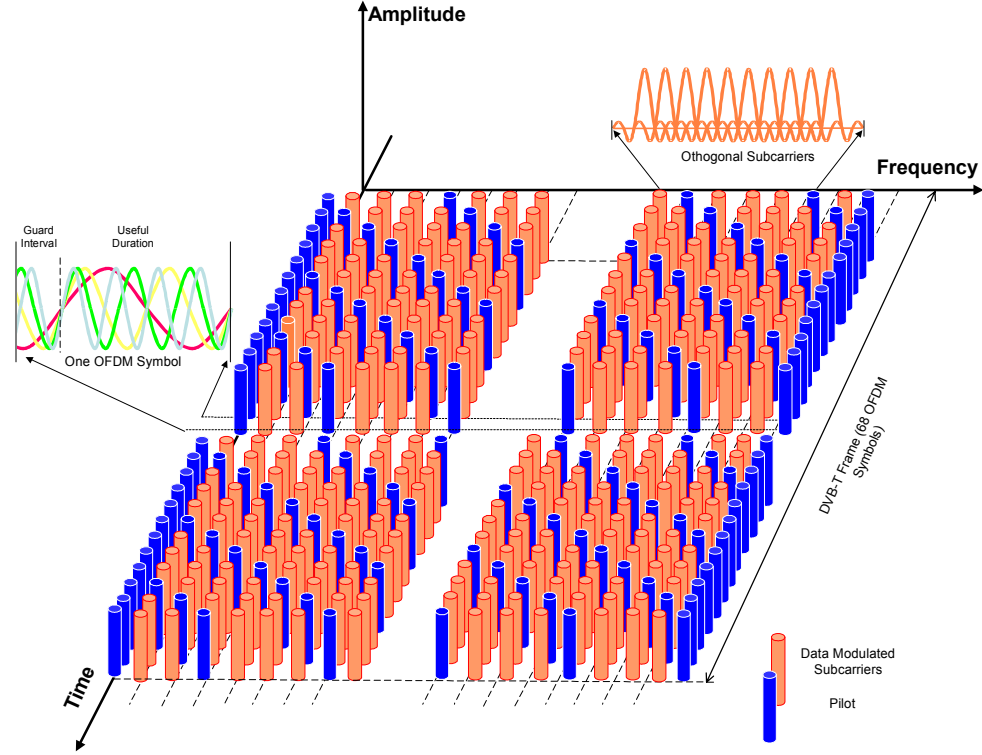 Amplitude
Othogonal Subcarriers
Frequency
Guard
Interval
Useful
Duration
One OFDM Symbol
DVB-T Frame (68 OFDM
Symbols)
Time
Data Modulated
Subcarriers
Pilot